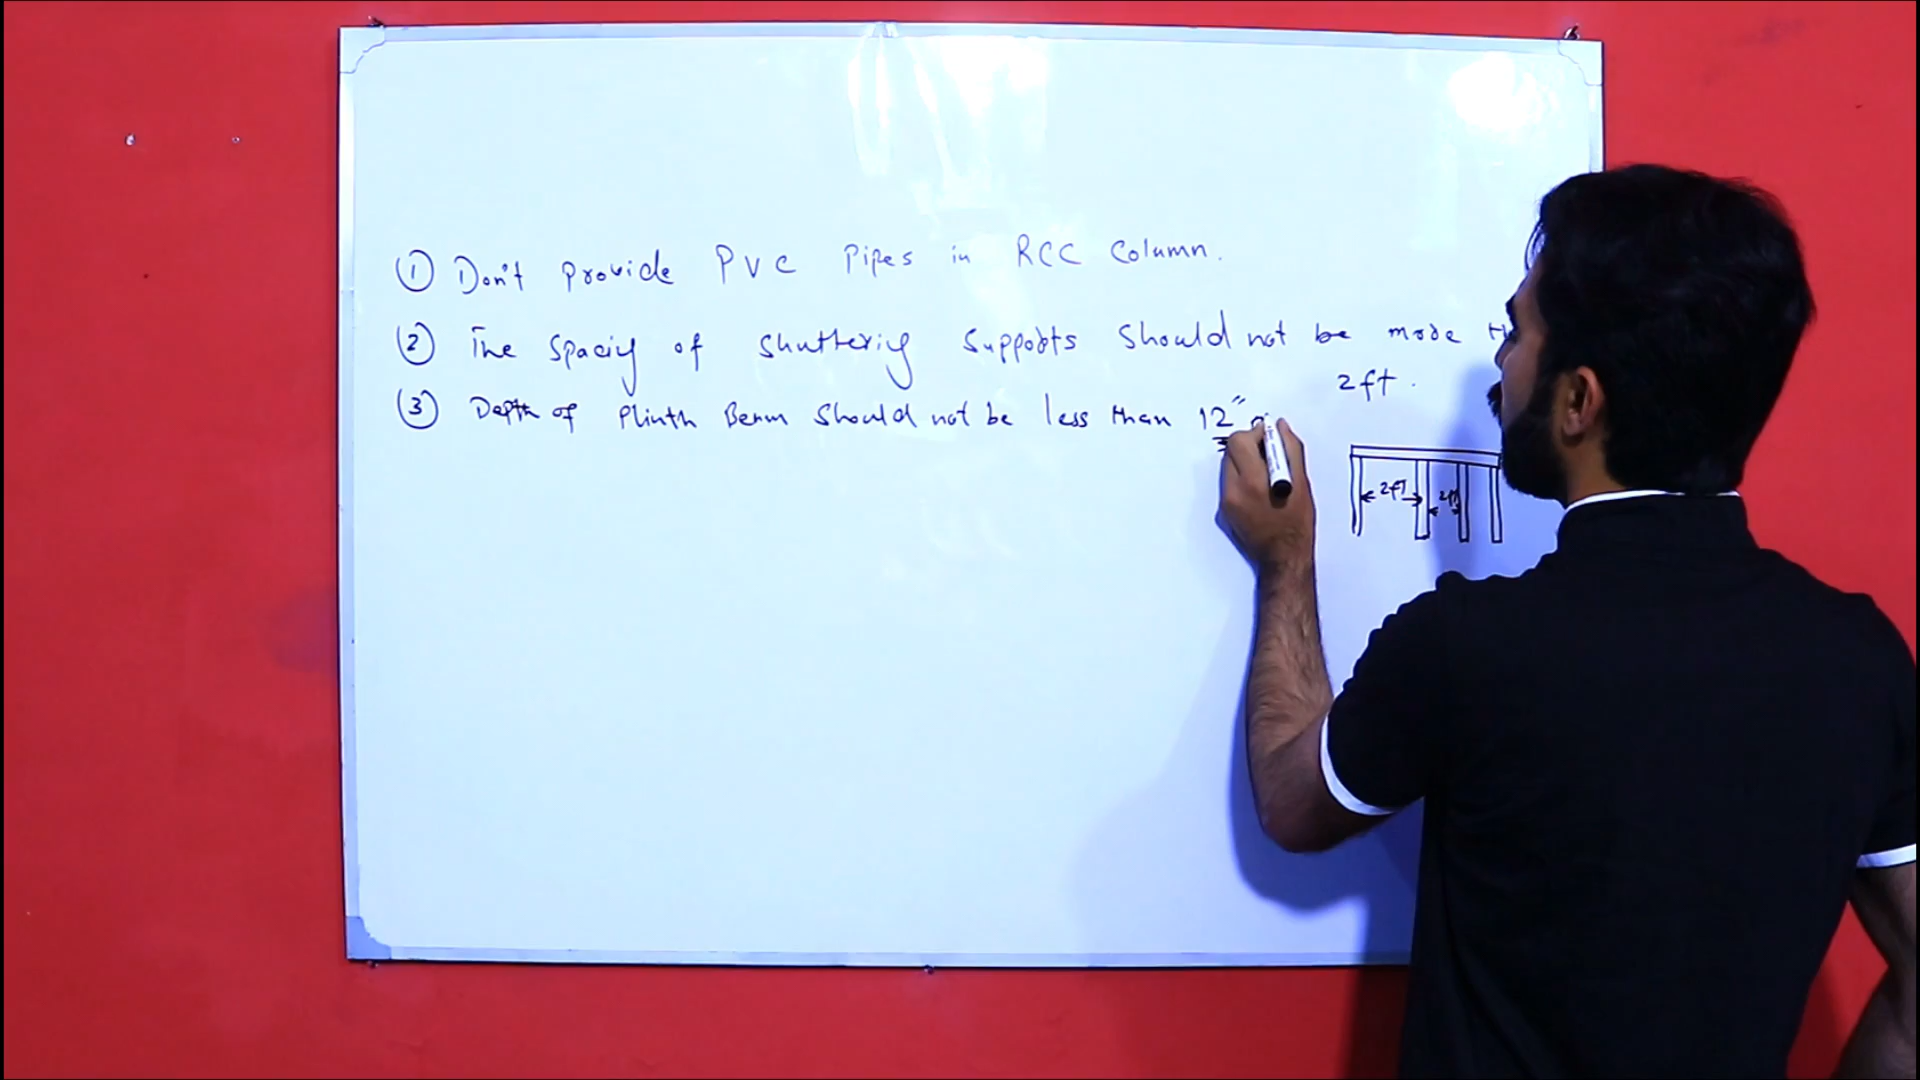 ① Don't Provide PVC Pipes in RCC Column.
② The Spacing of Shuttering Supports Should not be more
2ft.
③ Depth of Plinth Beam Should not be less than 12"
2ft 2ft